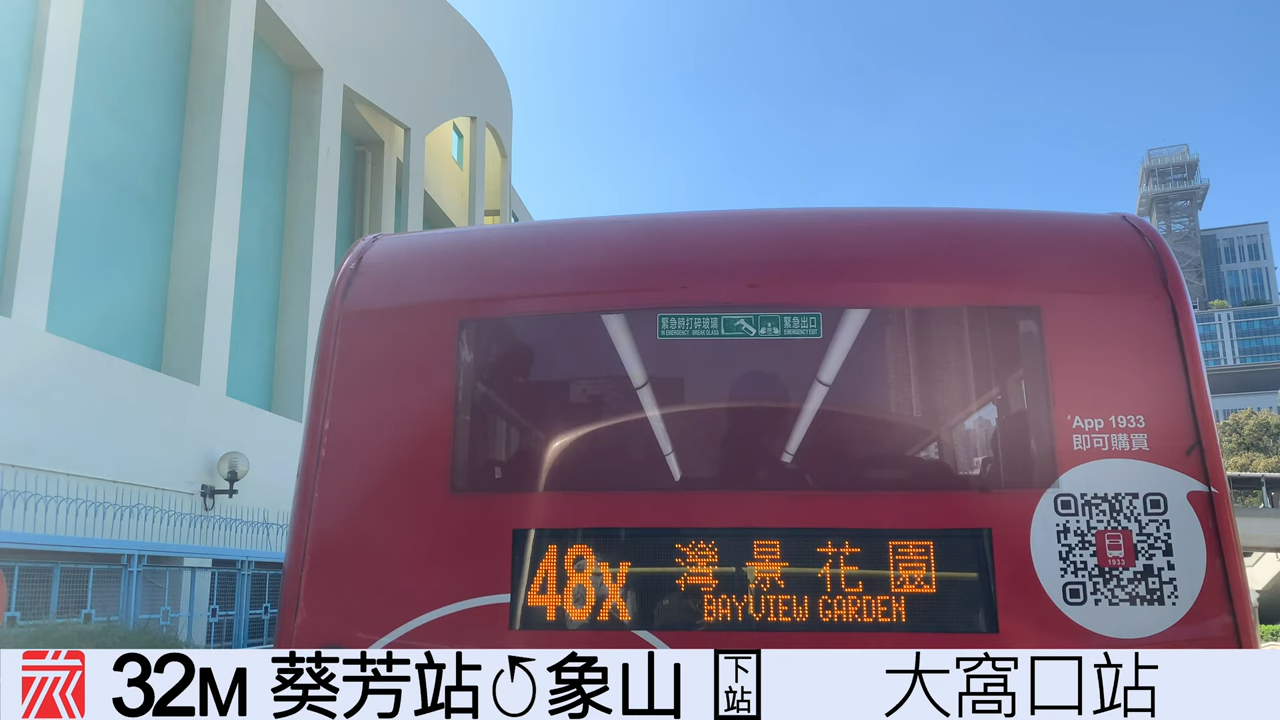 緊急時打碎玻璃 緊急出口
IN EMERGENCY BREAK GLASS EMERGENCY EXIT
*App 1933
即可購買
1933
48X 灣景花園
BAYVIEW GARDEN
32M 葵芳站↺象山 下站 大窩口站